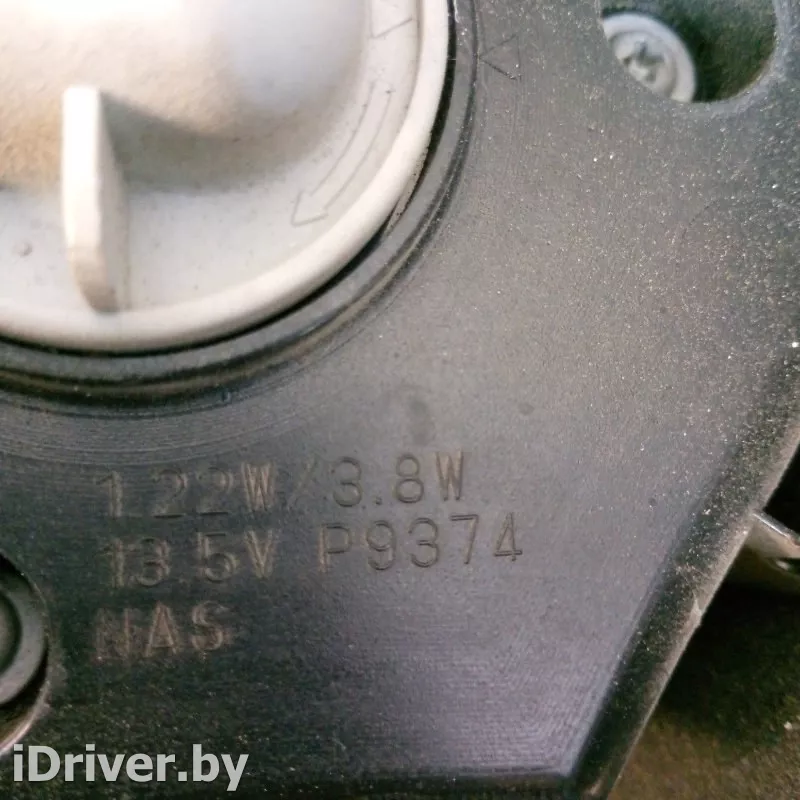 1.22W/3.8W
13.5V P9374
NAS
iDriver.by